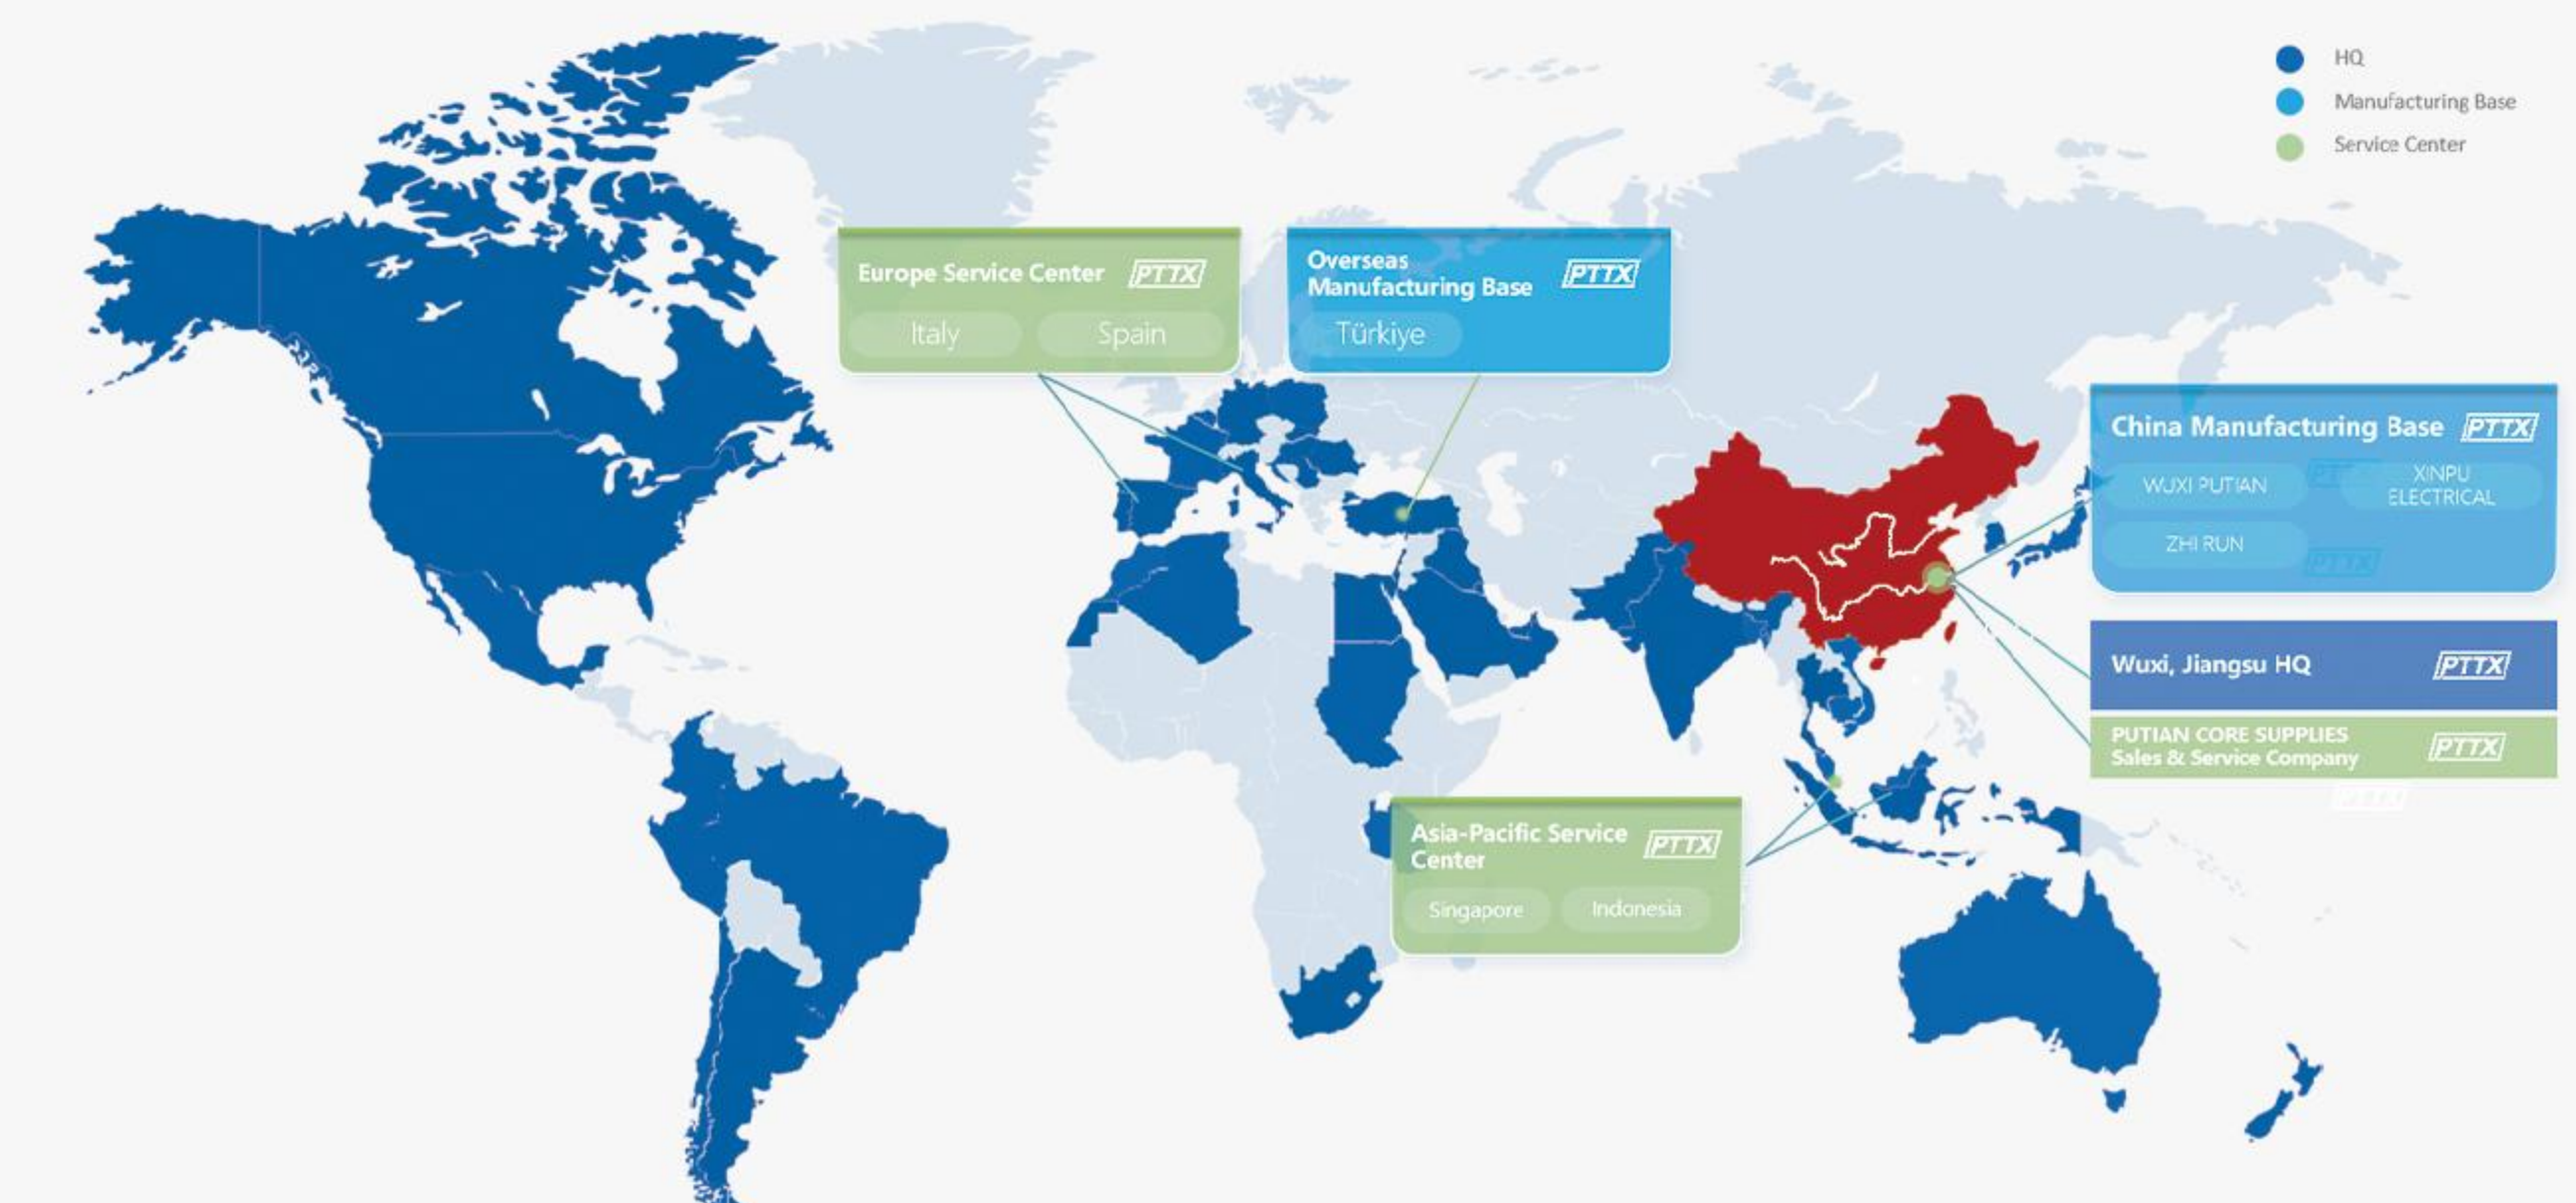 HQ
Manufacturing Base
Service Center
Europe Service Center PTTX
Italy Spain
Overseas
Manufacturing Base PTTX
Türkiye
China Manufacturing Base PTTX
WUXI PUTIAN
XINPU
ELECTRICAL
ZHI RUN
PTTX
Wuxi, Jiangsu HQ PTTX
PUTIAN CORE SUPPLIES
Sales & Service Company PTTX
PTTX
Asia-Pacific Service
Center PTTX
Singapore Indonesia